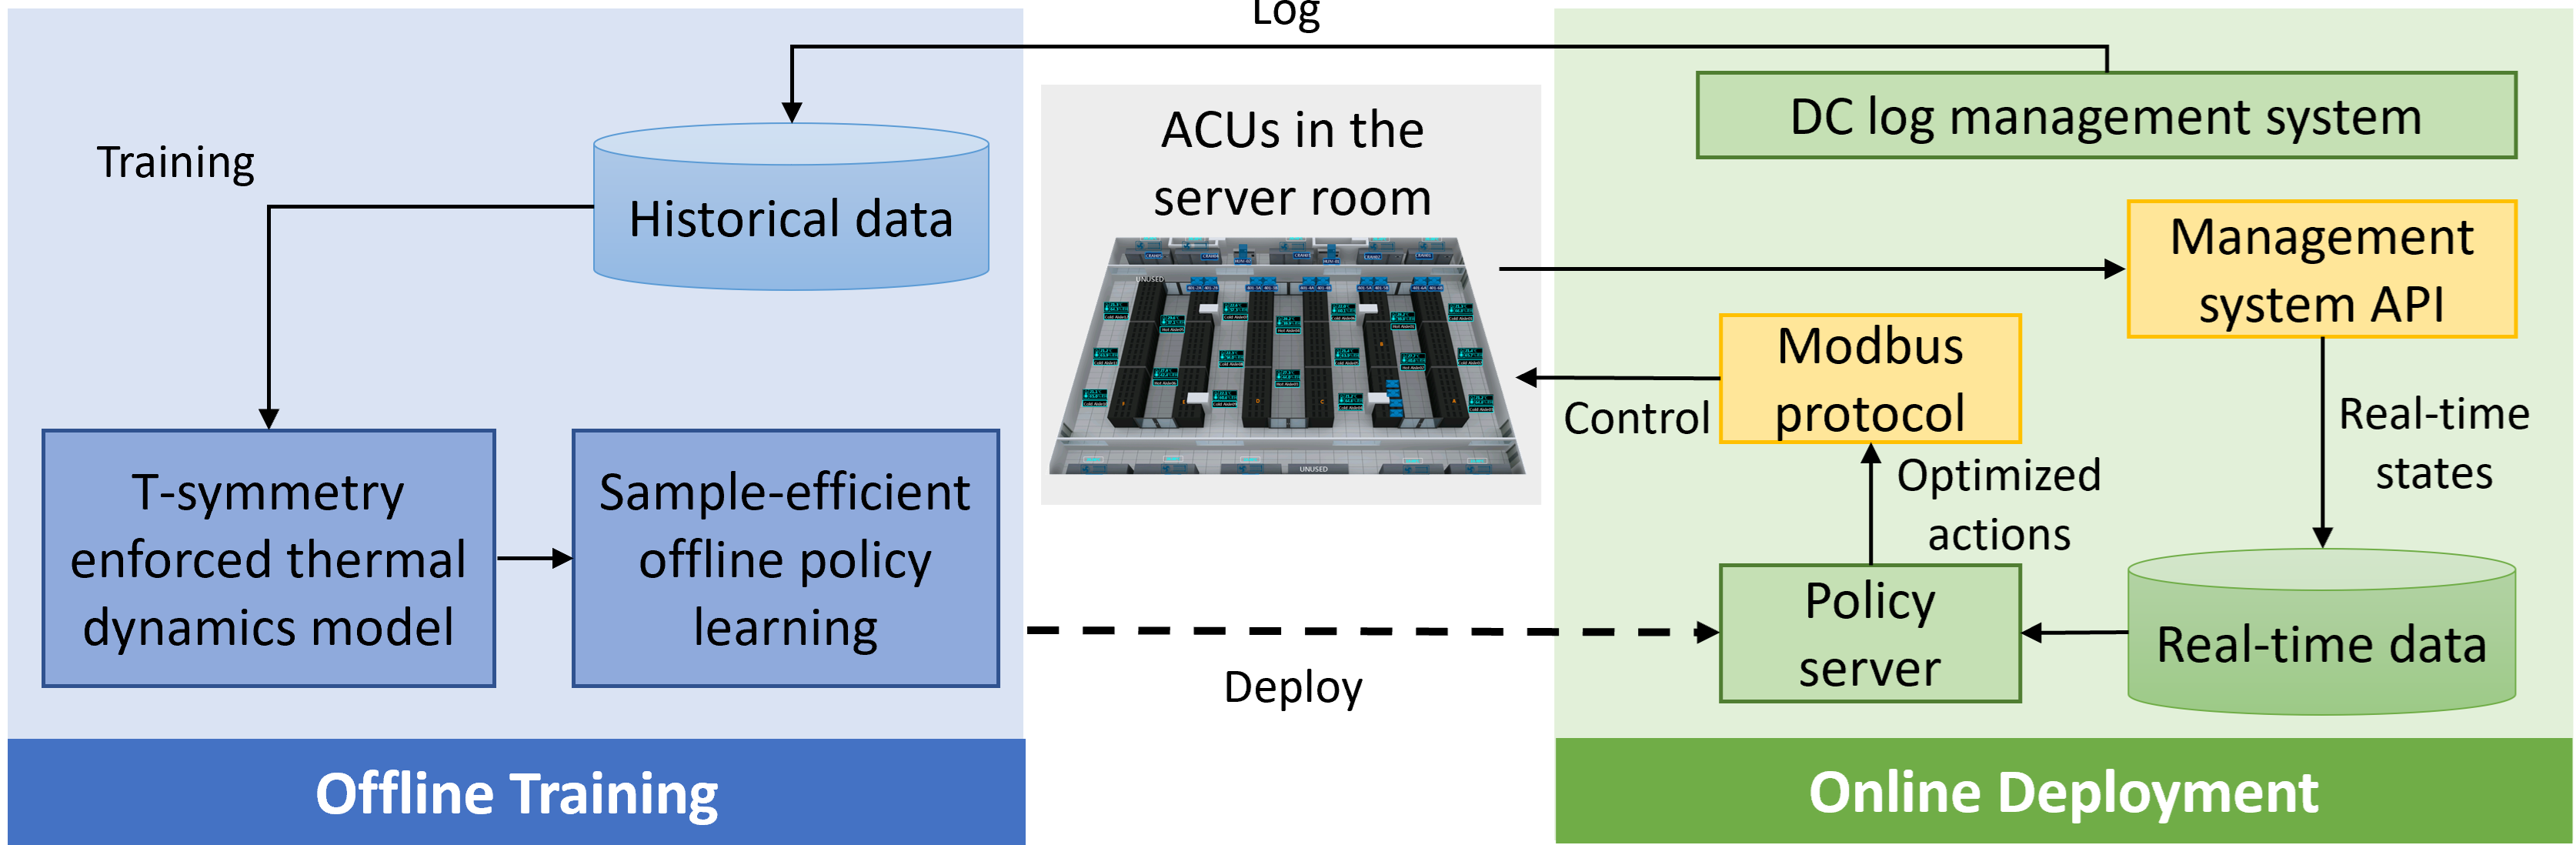 Log
DC log management system
Training
Historical data
ACUs in the
server room
UNUSED
UNUSED
Management
system API
Modbus
protocol
Control
Real-time
states
Optimized
actions
T-symmetry
enforced thermal
dynamics model
Sample-efficient
offline policy
learning
Policy
server
Real-time data
Deploy
Offline Training
Online Deployment